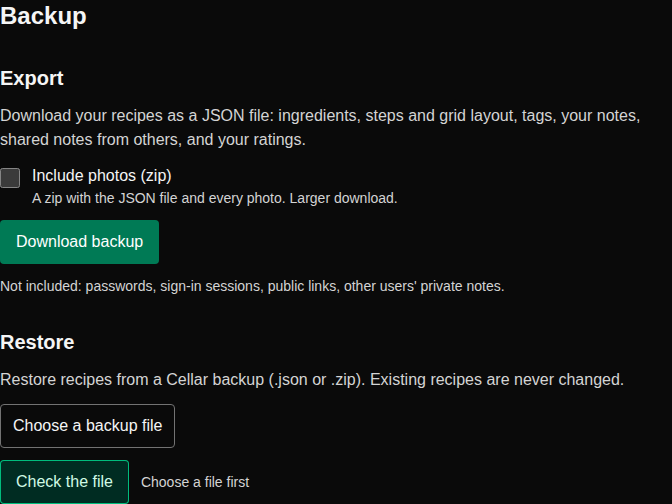 Backup
Export
Download your recipes as a JSON file: ingredients, steps and grid layout, tags, your notes,
shared notes from others, and your ratings.
Include photos (zip)
A zip with the JSON file and every photo. Larger download.
Download backup
Not included: passwords, sign-in sessions, public links, other users' private notes.
Restore
Restore recipes from a Cellar backup (.json or .zip). Existing recipes are never changed.
Choose a backup file
Check the file
Choose a file first